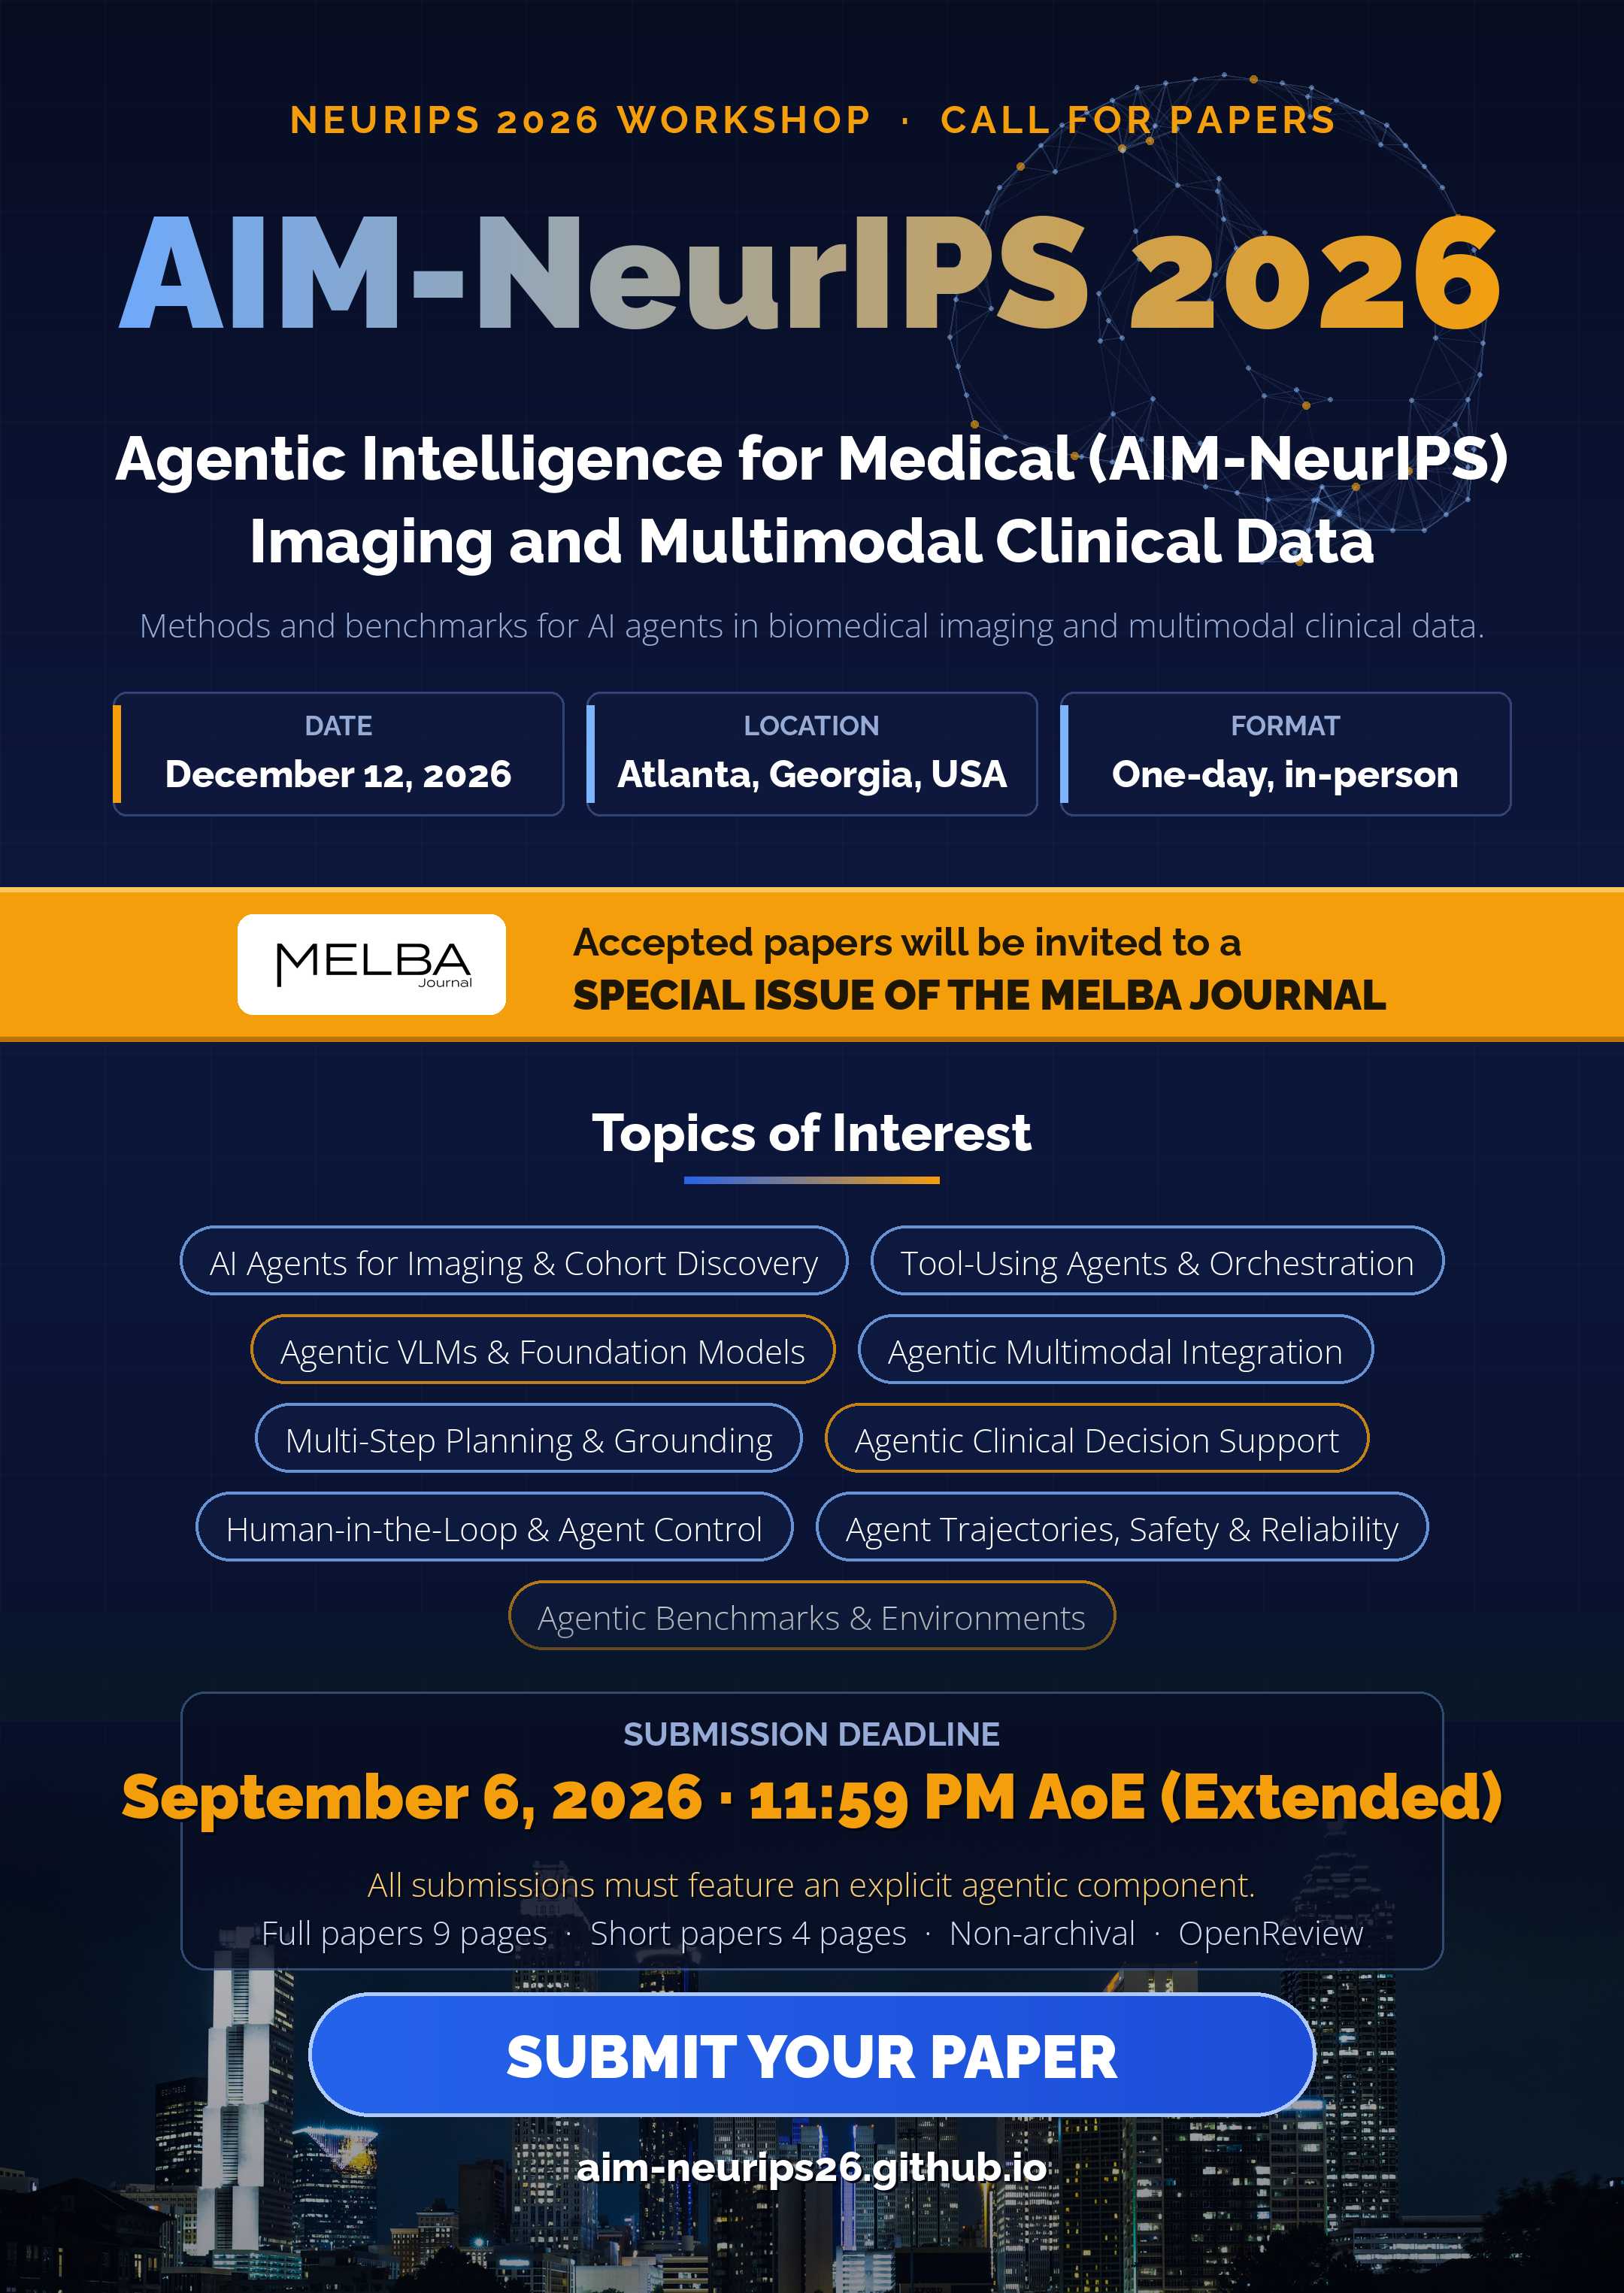 NEURIPS 2026 WORKSHOP · CALL FOR PAPERS
AIM-NeurIPS 2026
Agentic Intelligence for Medical (AIM-NeurIPS)
Imaging and Multimodal Clinical Data
Methods and benchmarks for AI agents in biomedical imaging and multimodal clinical data.
DATE
December 12, 2026
LOCATION
Atlanta, Georgia, USA
FORMAT
One-day, in-person
MELBA
Journal
Accepted papers will be invited to a
SPECIAL ISSUE OF THE MELBA JOURNAL
Topics of Interest
AI Agents for Imaging & Cohort Discovery
Tool-Using Agents & Orchestration
Agentic VLMs & Foundation Models
Agentic Multimodal Integration
Multi-Step Planning & Grounding
Agentic Clinical Decision Support
Human-in-the-Loop & Agent Control
Agent Trajectories, Safety & Reliability
Agentic Benchmarks & Environments
SUBMISSION DEADLINE
September 6, 2026 · 11:59 PM AoE (Extended)
All submissions must feature an explicit agentic component.
Full papers 9 pages · Short papers 4 pages · Non-archival · OpenReview
SUBMIT YOUR PAPER
EQUITABLE
aim-neurips26.github.io